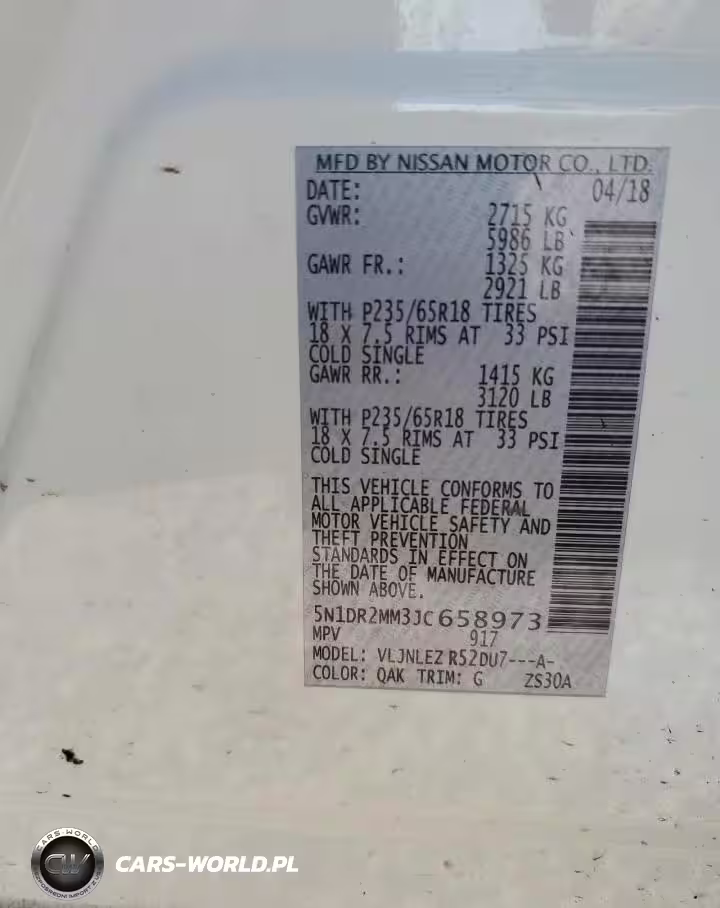 MFD BY NISSAN MOTOR CO., LTD.
DATE: 04/18
GVWR: 2715 KG
5986 LB
GAWR FR.: 1325 KG
2921 LB
WITH P235/65R18 TIRES
18 X 7.5 RIMS AT 33 PSI
COLD SINGLE
GAWR RR.: 1415 KG
3120 LB
WITH P235/65R18 TIRES
18 X 7.5 RIMS AT 33 PSI
COLD SINGLE
THIS VEHICLE CONFORMS TO
ALL APPLICABLE FEDERAL
MOTOR VEHICLE SAFETY AND
THEFT PREVENTION
STANDARDS IN EFFECT ON
THE DATE OF MANUFACTURE
SHOWN ABOVE.
5N1DR2MM3JC658973
MPV 917
MODEL: VLJNLEZ R52DU7---A-
COLOR: QAK TRIM: G ZS30A
CARS-WORLD
CW
CARS-WORLD.PL